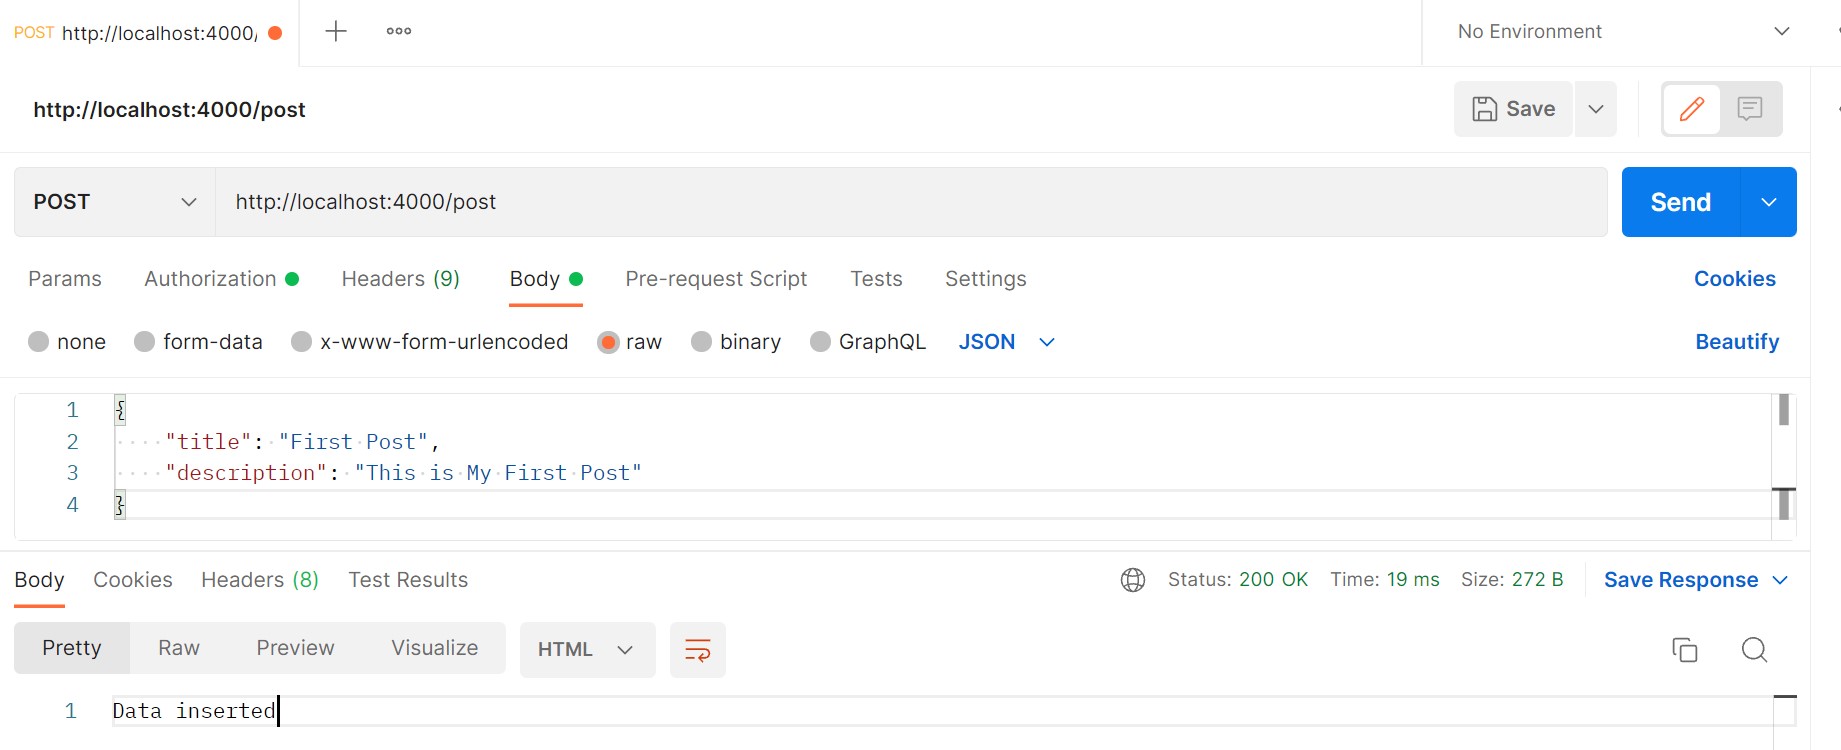 POST http://localhost:4000/
No Environment
http://localhost:4000/post
Save
POST http://localhost:4000/post Send
Params Authorization Headers (9) Body Pre-request Script Tests Settings Cookies
none form-data x-www-form-urlencoded raw binary GraphQL JSON Beautify
1 {
2 "title": "First Post",
3 "description": "This is My First Post"
4 }
Body Cookies Headers (8) Test Results Status: 200 OK Time: 19 ms Size: 272 B Save Response
Pretty Raw Preview Visualize HTML
1 Data inserted